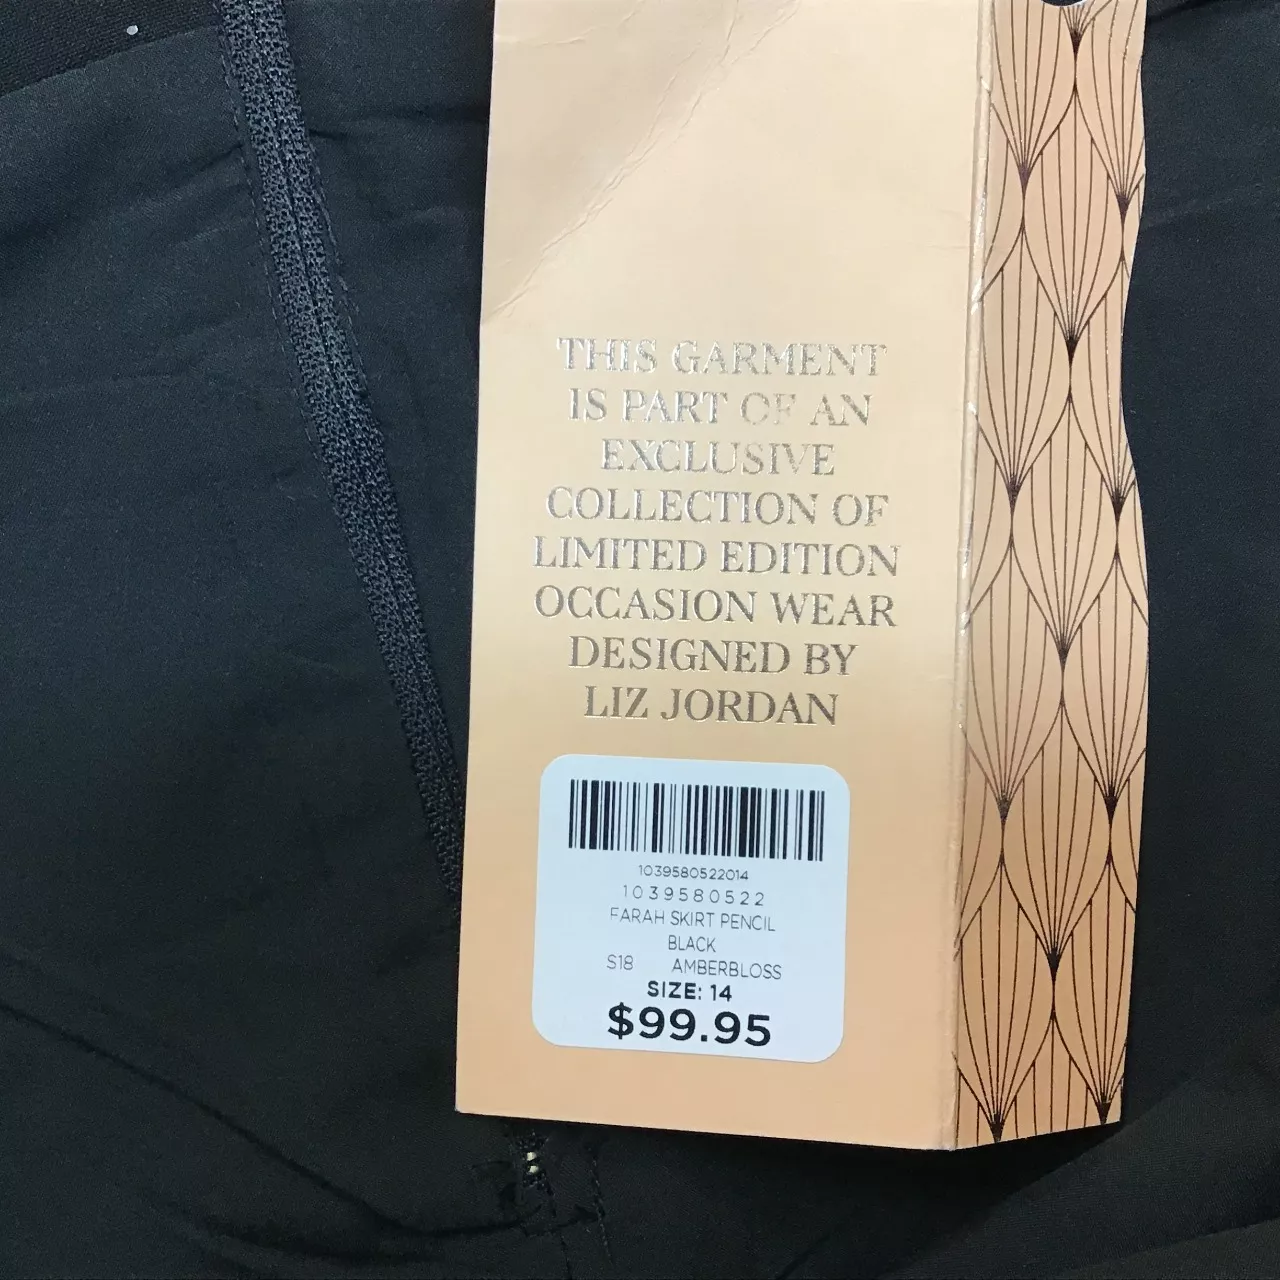 THIS GARMENT
IS PART OF AN
EXCLUSIVE
COLLECTION OF
LIMITED EDITION
OCCASION WEAR
DESIGNED BY
LIZ JORDAN
1039580522014
1039580522
FARAH SKIRT PENCIL
BLACK
S18 AMBERBLOSS
SIZE: 14
$99.95